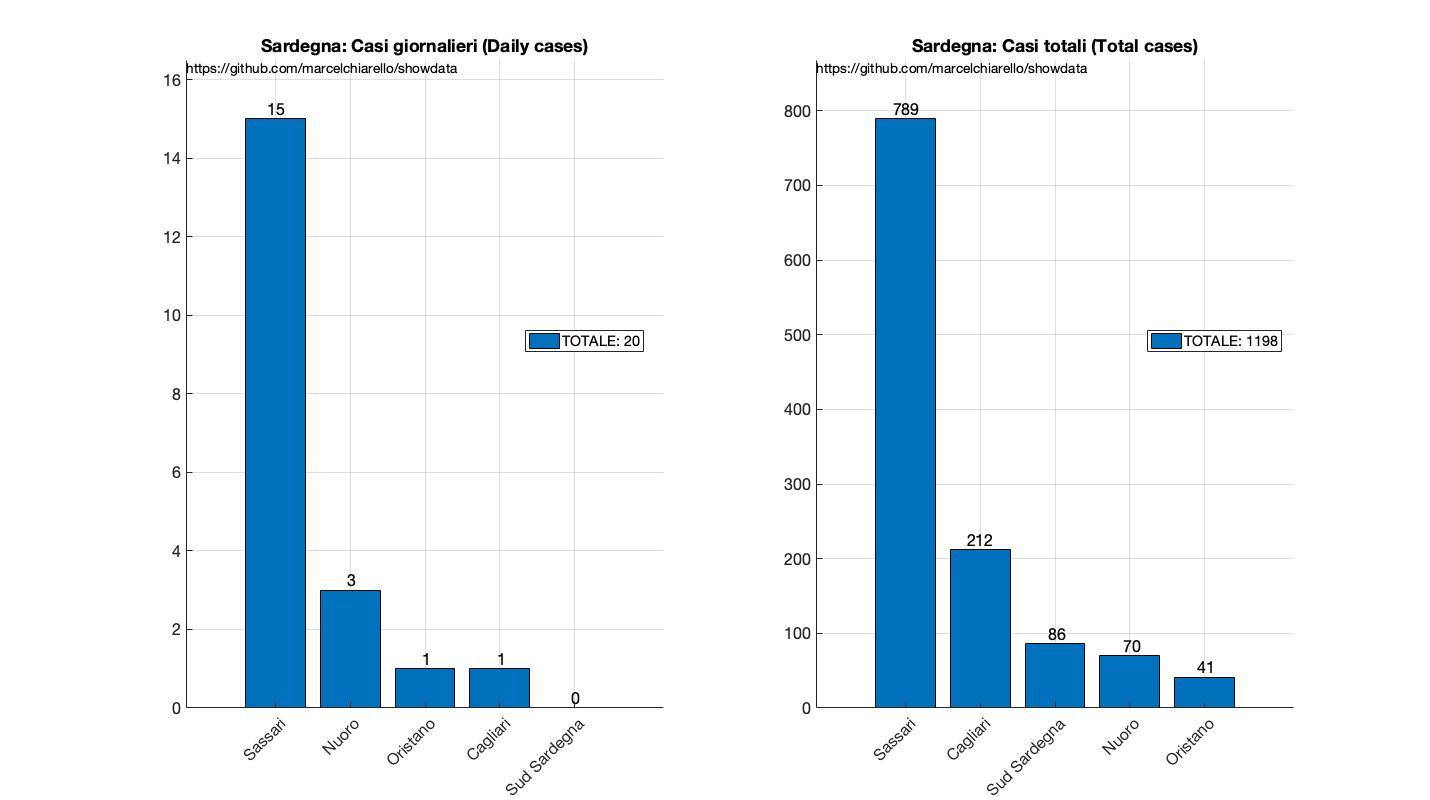 Sardegna: Casi giornalieri (Daily cases)
https://github.com/marcelchiarello/showdata
16
14
12
10
8
6
4
2
0
15
3
1
1
0
TOTALE: 20
Sassari
Nuoro
Oristano
Cagliari
Sud Sardegna
Sardegna: Casi totali (Total cases)
https://github.com/marcelchiarello/showdata
800
700
600
500
400
300
200
100
0
789
212
86
70
41
TOTALE: 1198
Sassari
Cagliari
Sud Sardegna
Nuoro
Oristano